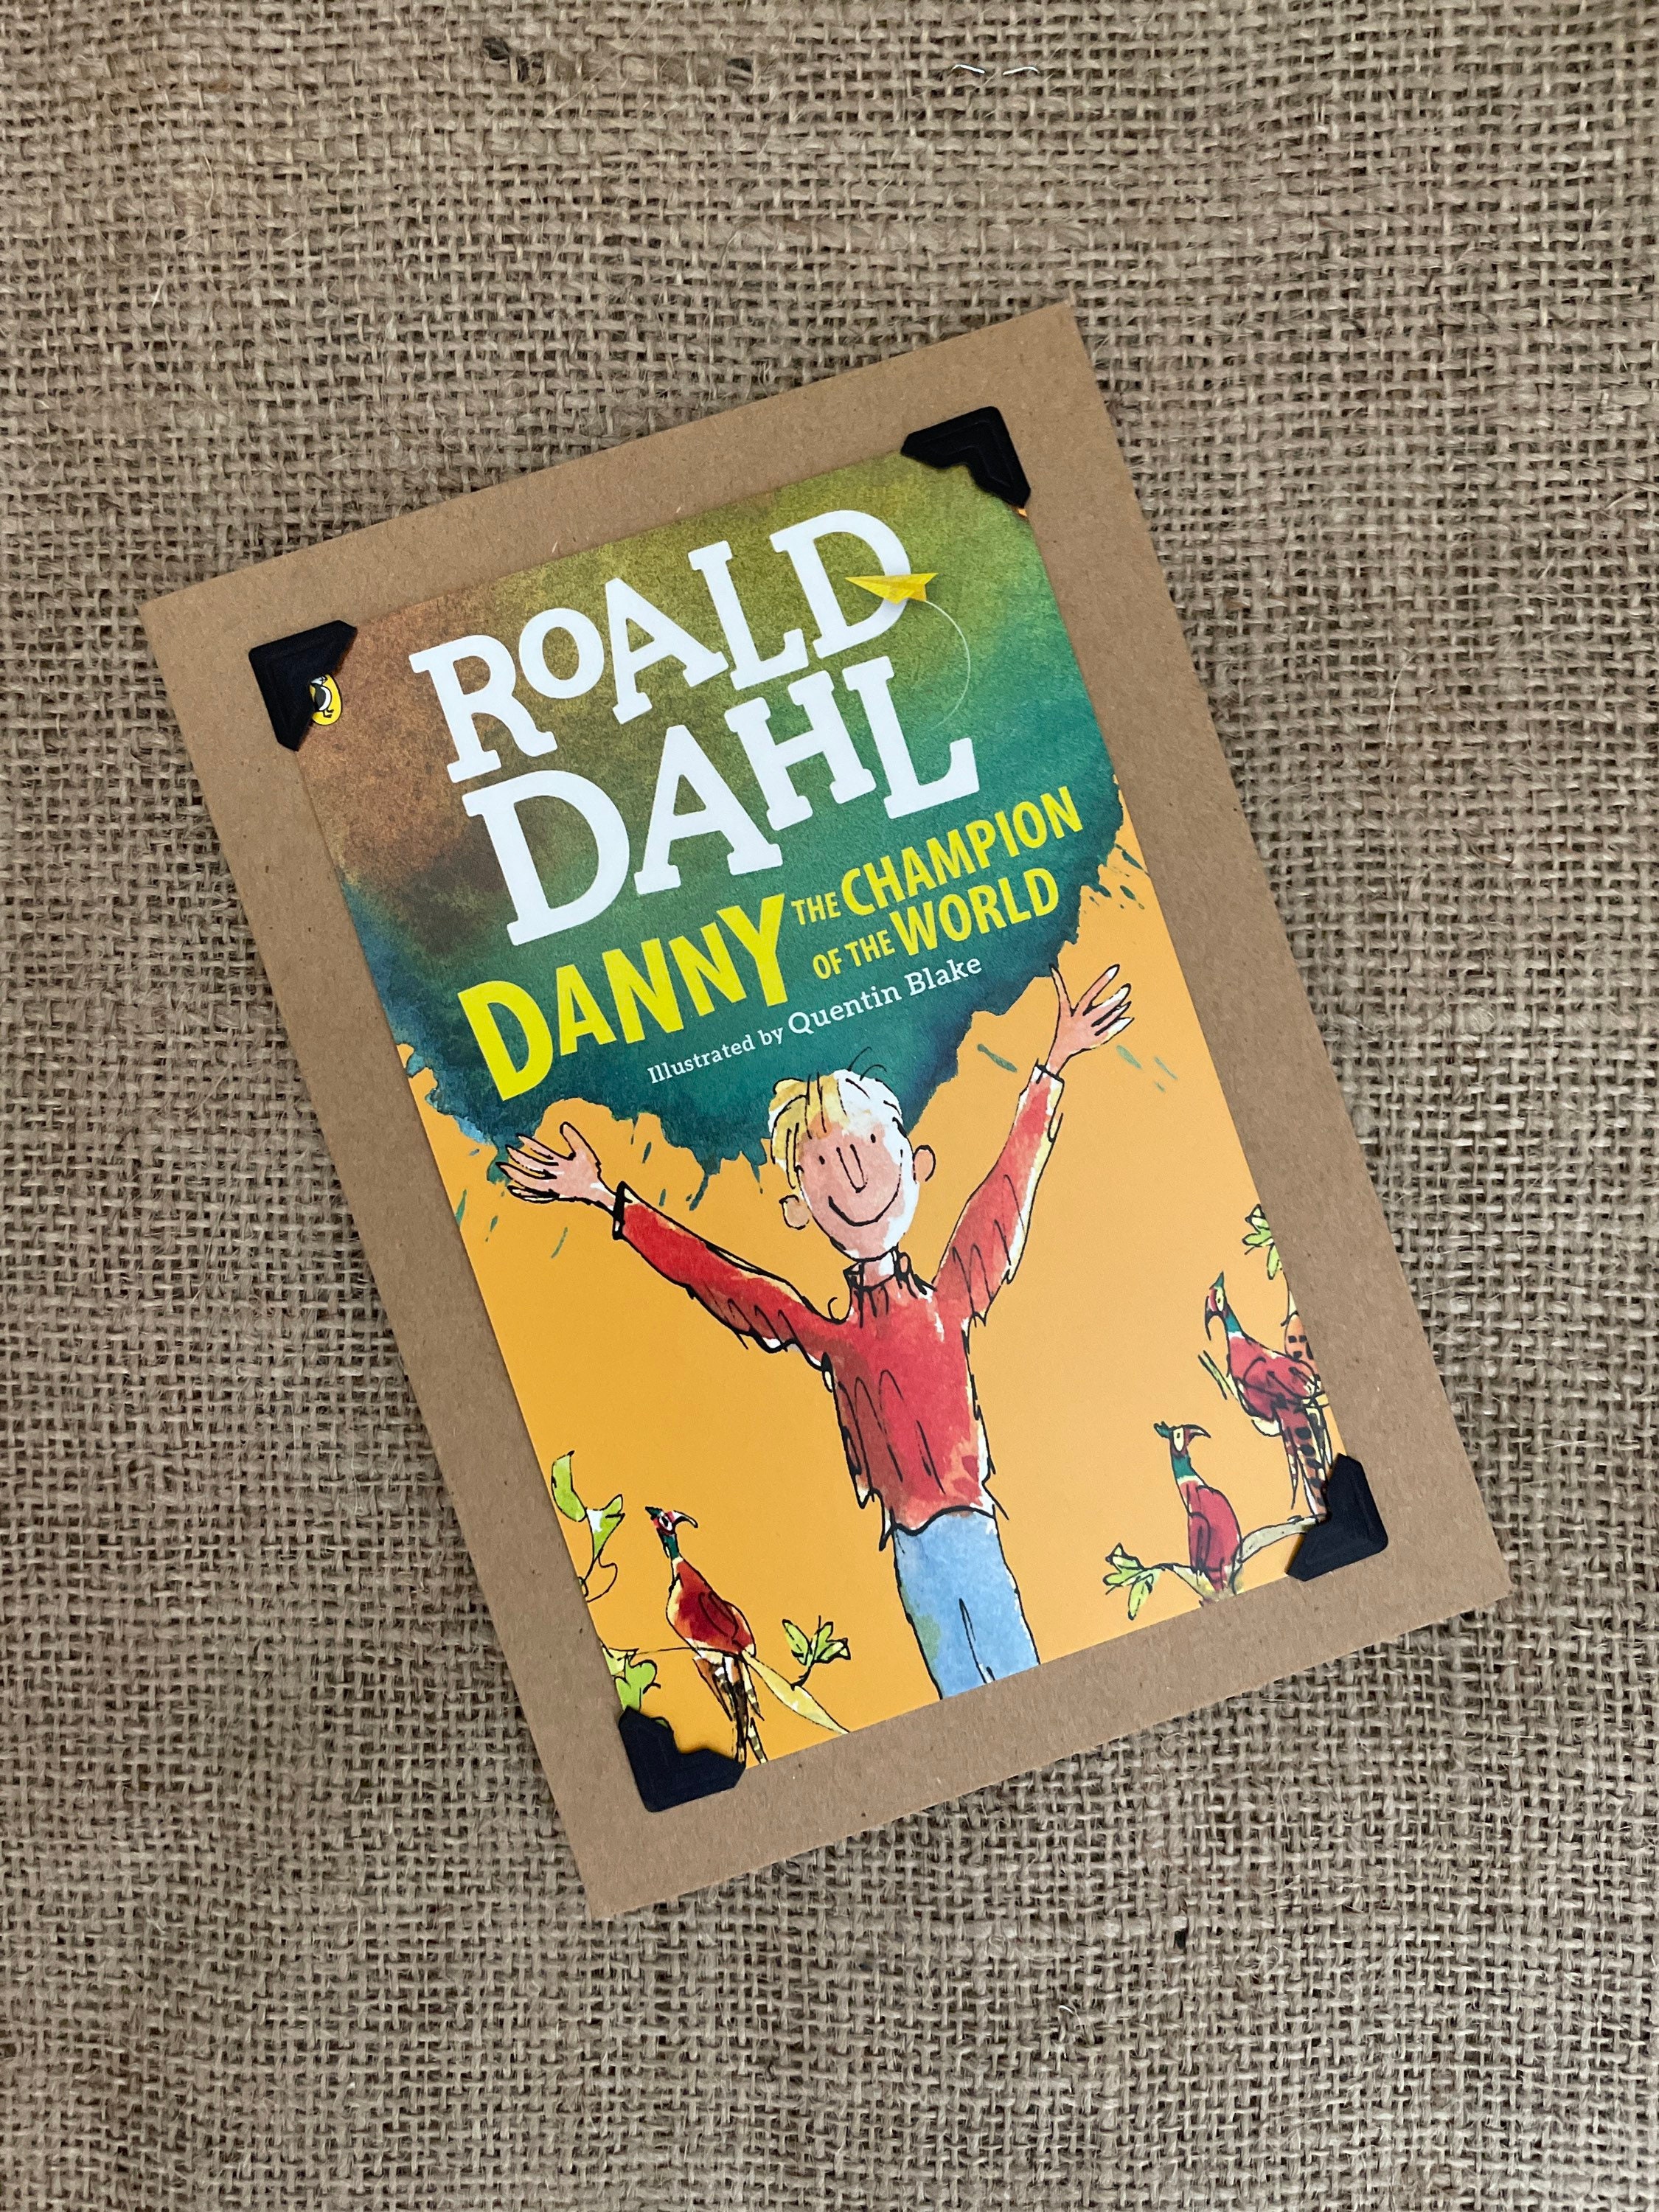 ROALD
DAHL
DANNY THE CHAMPION
OF THE WORLD
Illustrated by Quentin Blake